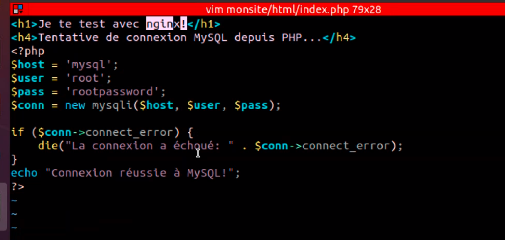 vim monsite/html/index.php 79x28
<h1>Je te test avec nginx!</h1>
<h4>Tentative de connexion MySQL depuis PHP...</h4>
<?php
$host = 'mysql';
$user = 'root';
$pass = 'rootpassword';
$conn = new mysqli($host, $user, $pass);
if ($conn->connect_error) {
    die("La connexion a échoué: " . $conn->connect_error);
}
echo "Connexion réussie à MySQL!";
?>
~
~
~